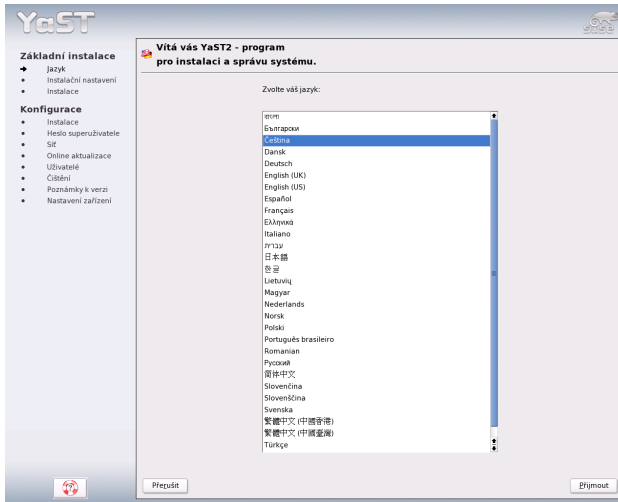 YaST
SuSE
Základní instalace
Jazyk
Instalační nastavení
Instalace
Konfigurace
Instalace
Heslo superuživatele
Síť
Online aktualizace
Uživatelé
Čištění
Poznámky k verzi
Nastavení zařízení
Vítá vás YaST2 - program
pro instalaci a správu systému.
Zvolte váš jazyk:
Български
Čeština
Dansk
Deutsch
English (UK)
English (US)
Español
Français
Ελληνικά
Italiano
עברית
日本語
한글
Lietuvių
Magyar
Nederlands
Norsk
Polski
Português brasileiro
Romanian
Русский
简体中文
Slovenčina
Slovenščina
Svenska
繁體中文 (中國香港)
繁體中文 (中國臺灣)
Türkçe
Přerušit
Přijmout